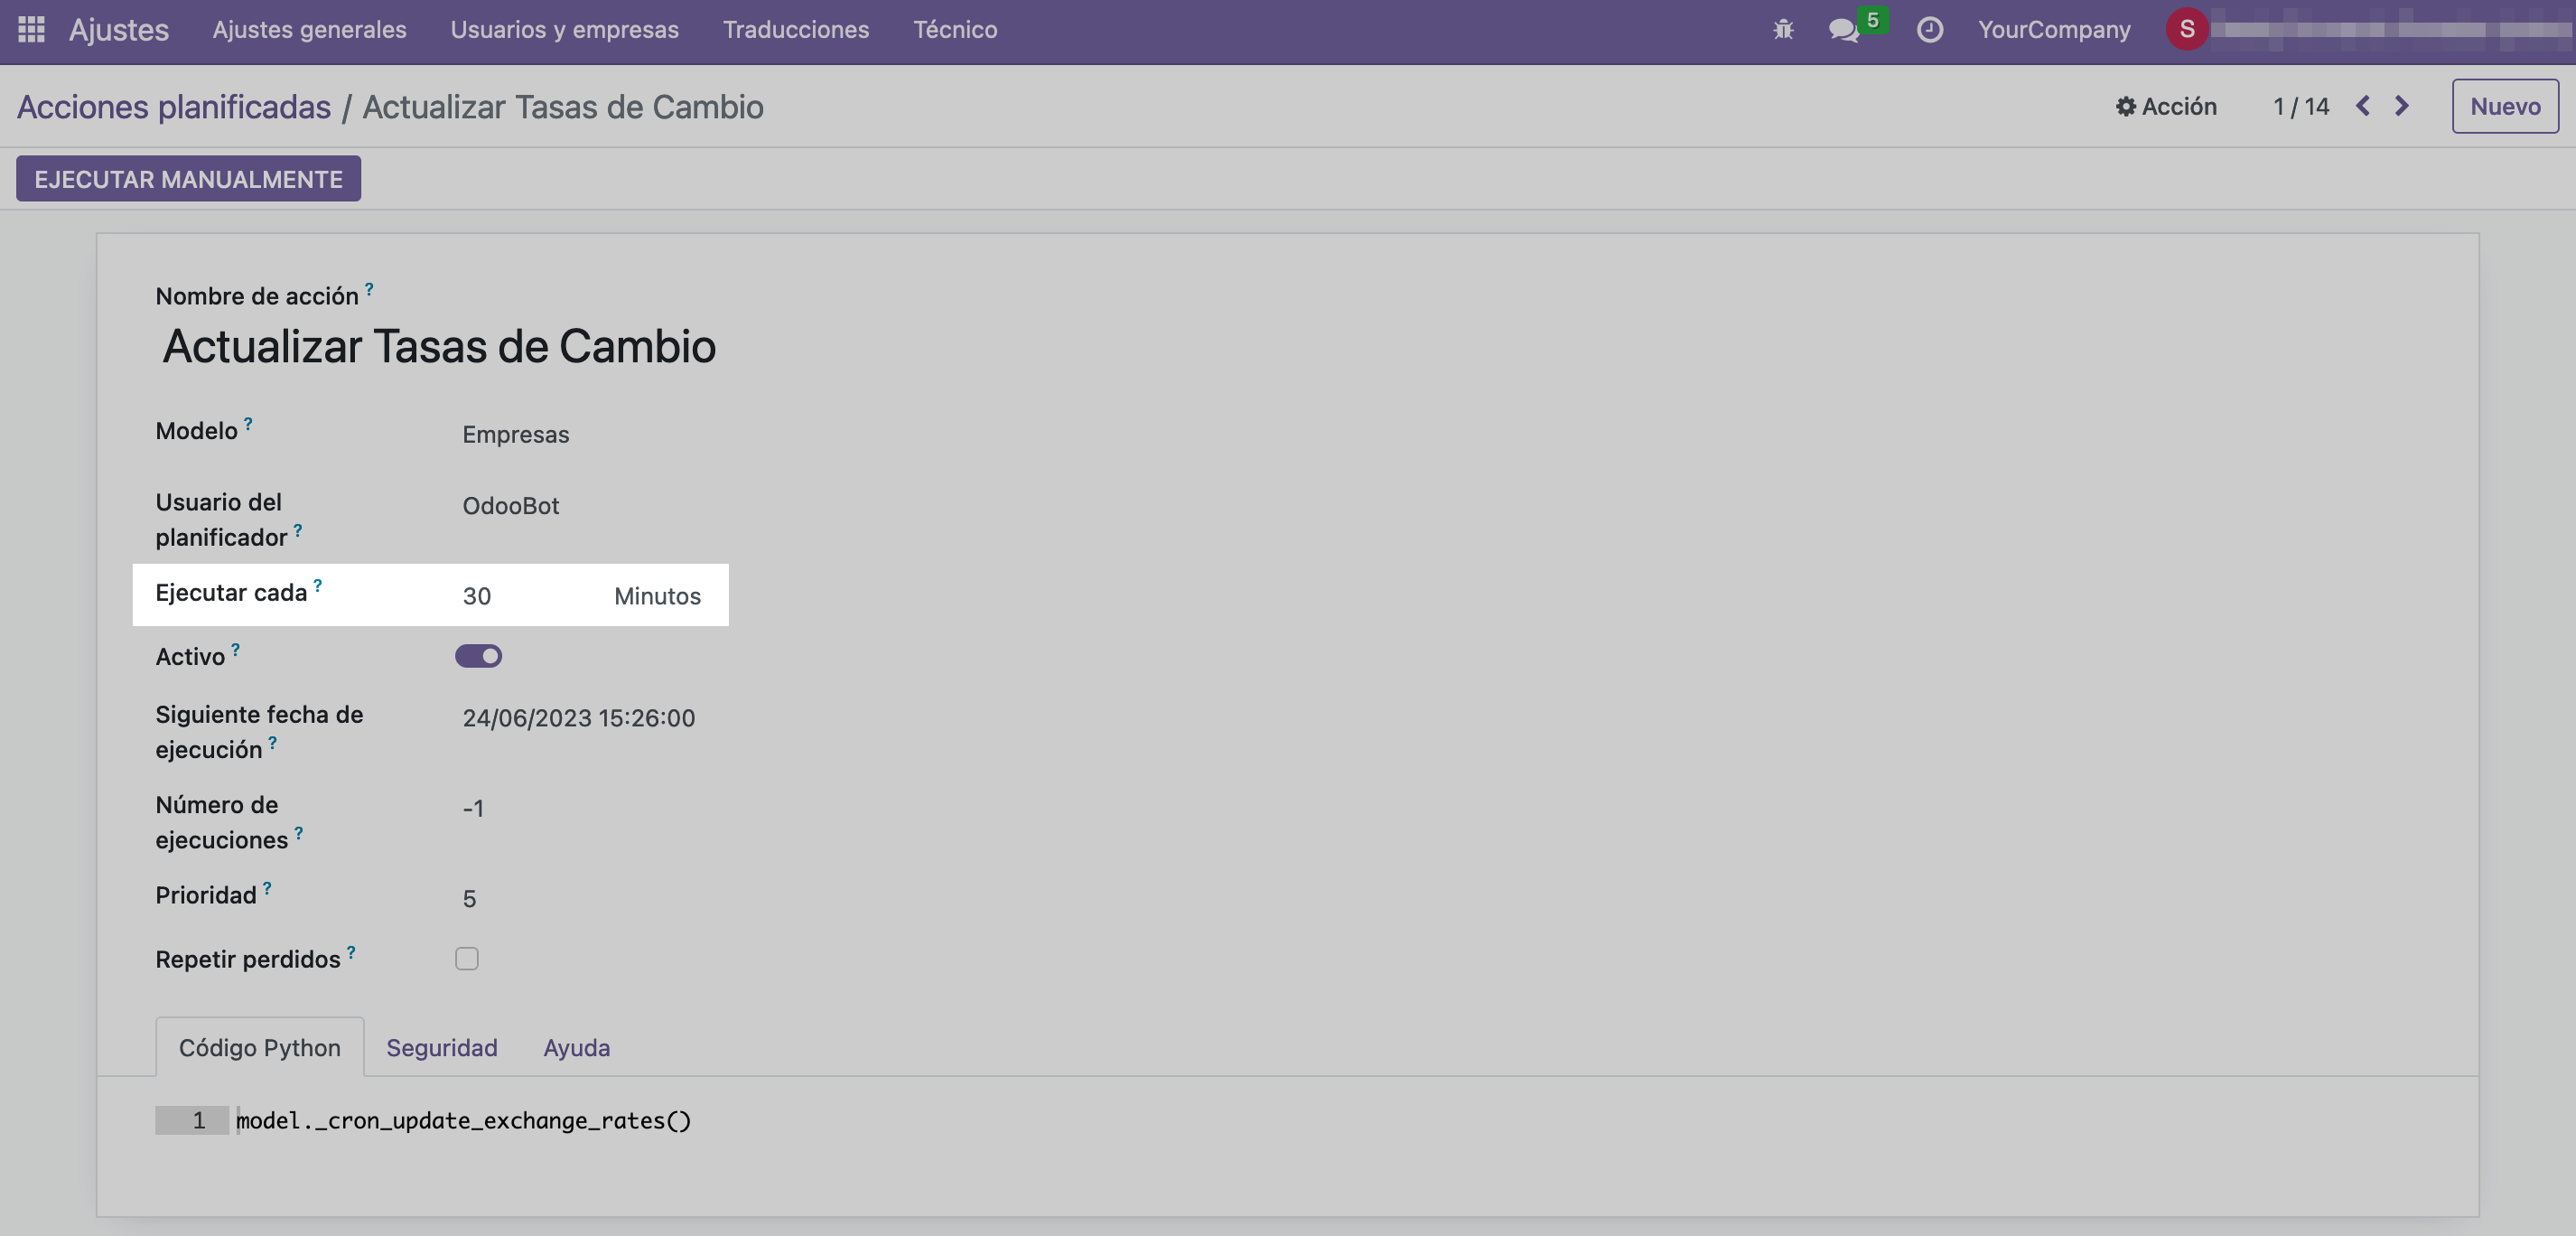 Ajustes Ajustes generales Usuarios y empresas Traducciones Técnico 5 YourCompany S
Acciones planificadas / Actualizar Tasas de Cambio Acción 1 / 14 Nuevo
EJECUTAR MANUALMENTE
Nombre de acción ?
Actualizar Tasas de Cambio
Modelo ? Empresas
Usuario del planificador ? OdooBot
Ejecutar cada ? 30 Minutos
Activo ?
Siguiente fecha de ejecución ? 24/06/2023 15:26:00
Número de ejecuciones ? -1
Prioridad ? 5
Repetir perdidos ?
Código Python Seguridad Ayuda
1 model._cron_update_exchange_rates()